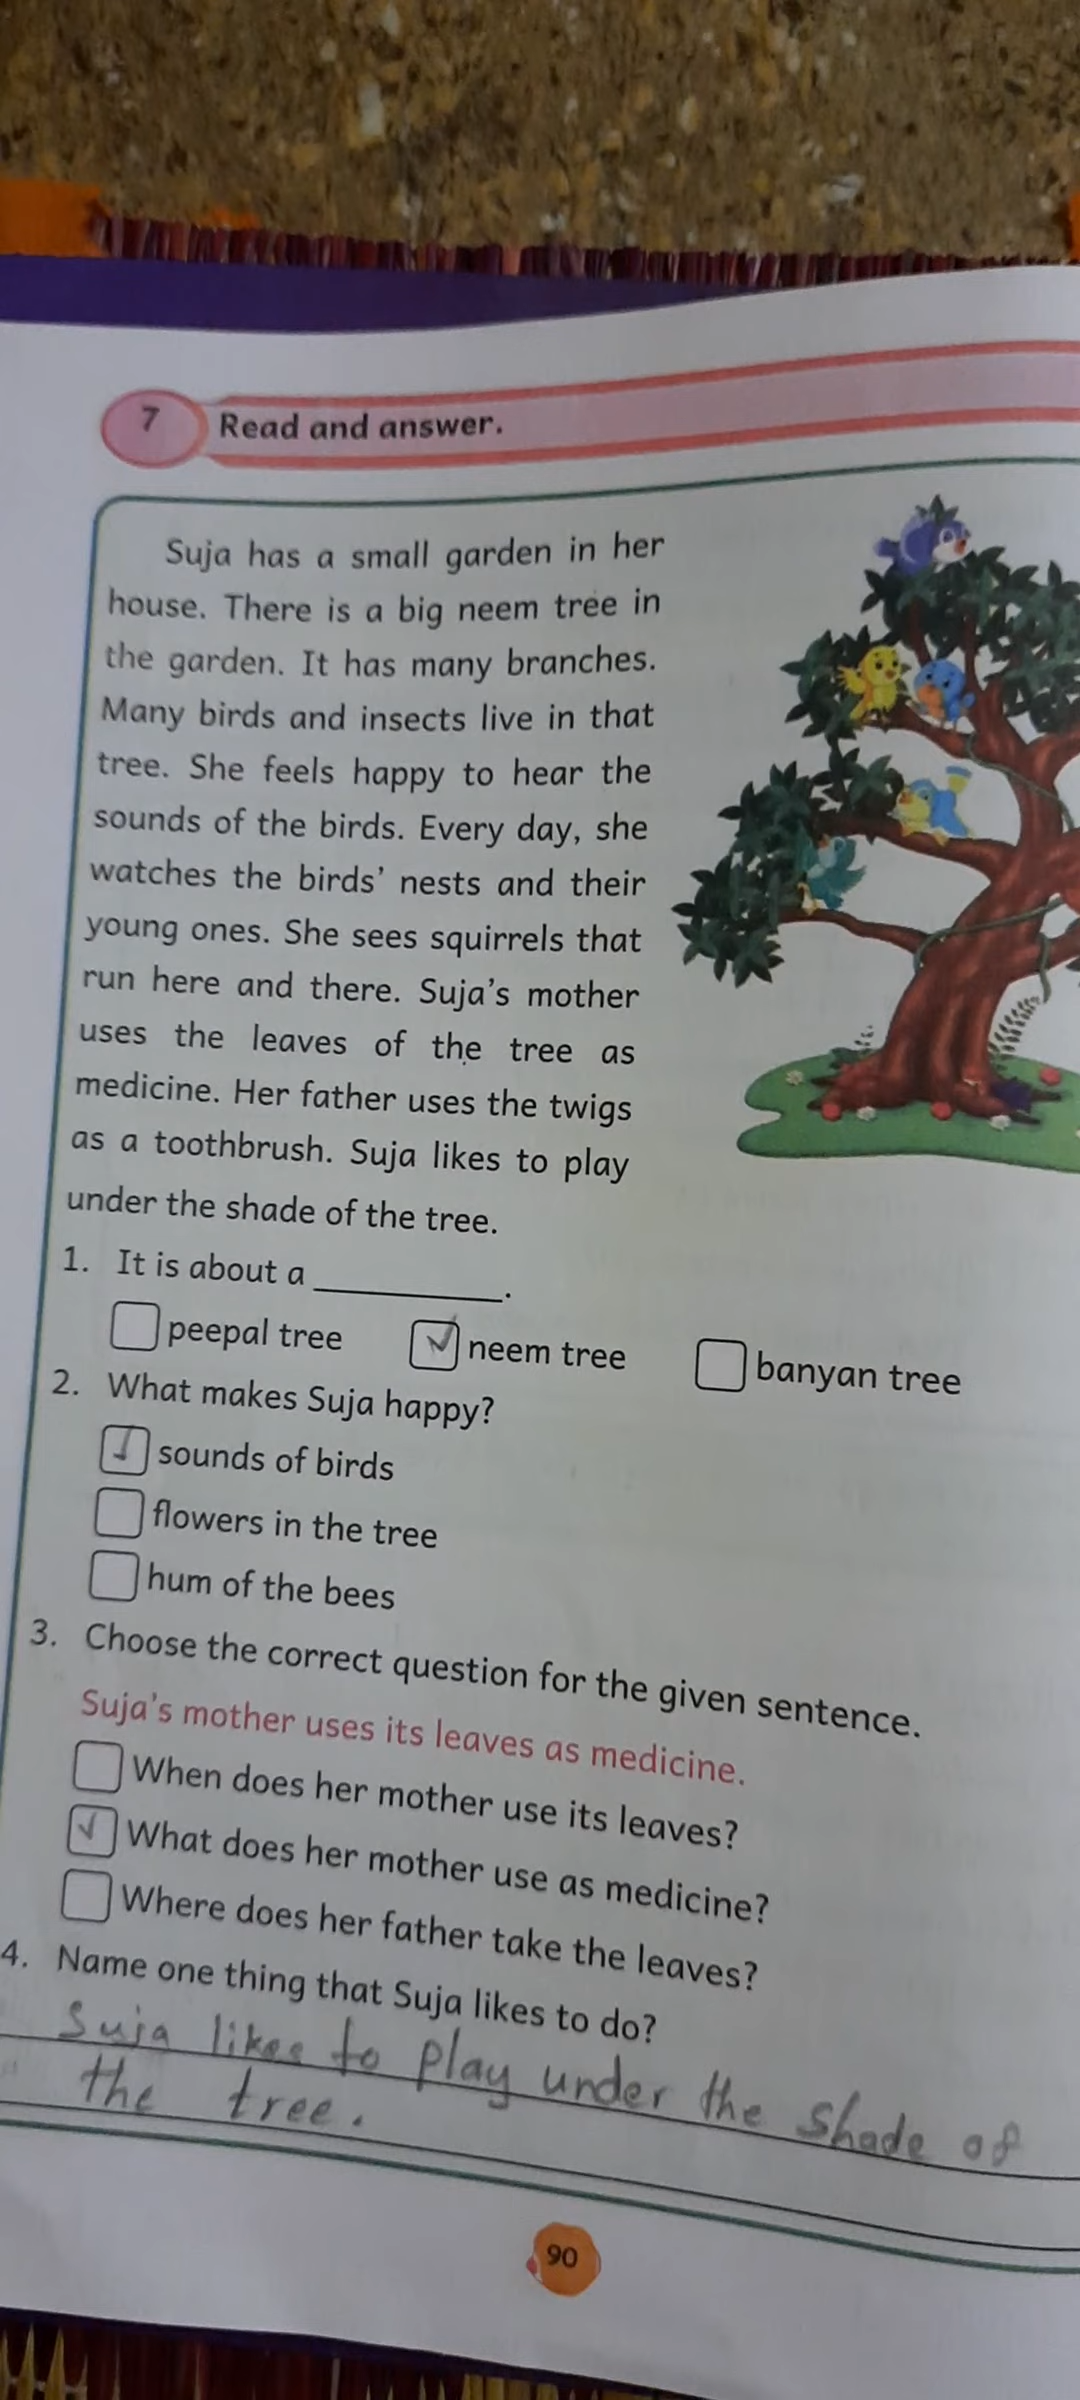 7 Read and answer.
Suja has a small garden in her
house. There is a big neem tree in
the garden. It has many branches.
Many birds and insects live in that
tree. She feels happy to hear the
sounds of the birds. Every day, she
watches the birds’ nests and their
young ones. She sees squirrels that
run here and there. Suja’s mother
uses the leaves of the tree as
medicine. Her father uses the twigs
as a toothbrush. Suja likes to play
under the shade of the tree.
1. It is about a __________.
peepal tree neem tree banyan tree
2. What makes Suja happy?
sounds of birds
flowers in the tree
hum of the bees
3. Choose the correct question for the given sentence.
Suja’s mother uses its leaves as medicine.
When does her mother use its leaves?
What does her mother use as medicine?
Where does her father take the leaves?
4. Name one thing that Suja likes to do?
Suja likes to play under the shade of
the tree.
90